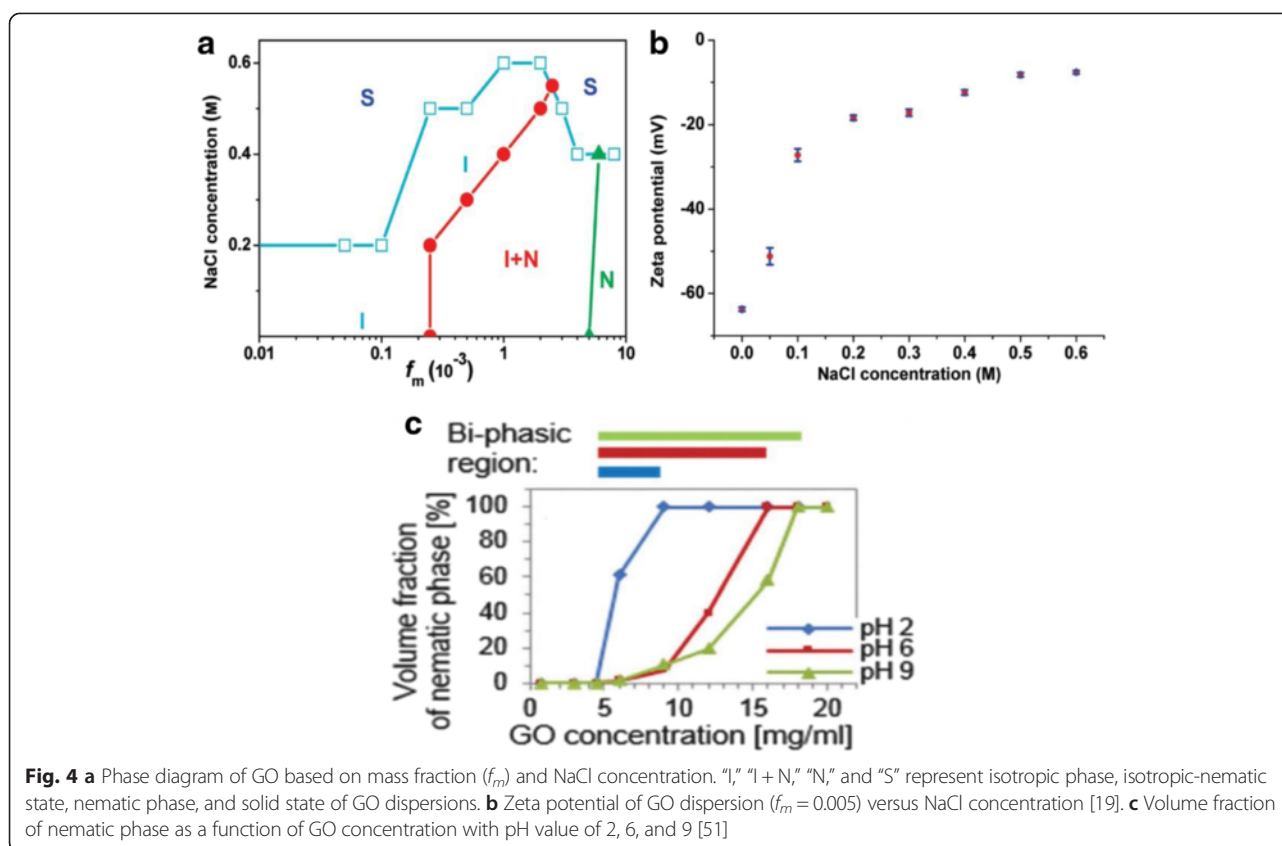 a
NaCl concentration (M)
0.6
0.4
0.2
S
S
I
I+N
N
I
0.01
0.1
1
10
fm (10-3)
b
Zeta potential (mV)
0
-20
-40
-60
0.0 0.1 0.2 0.3 0.4 0.5 0.6
NaCl concentration (M)
c
Bi-phasic
region:
Volume fraction
of nematic phase [%]
100
80
60
40
20
0
pH 2
pH 6
pH 9
0 5 10 15 20
GO concentration [mg/ml]
Fig. 4 a Phase diagram of GO based on mass fraction (fm) and NaCl concentration. “I,” “I + N,” “N,” and “S” represent isotropic phase, isotropic-nematic
state, nematic phase, and solid state of GO dispersions. b Zeta potential of GO dispersion (fm = 0.005) versus NaCl concentration [19]. c Volume fraction
of nematic phase as a function of GO concentration with pH value of 2, 6, and 9 [51]